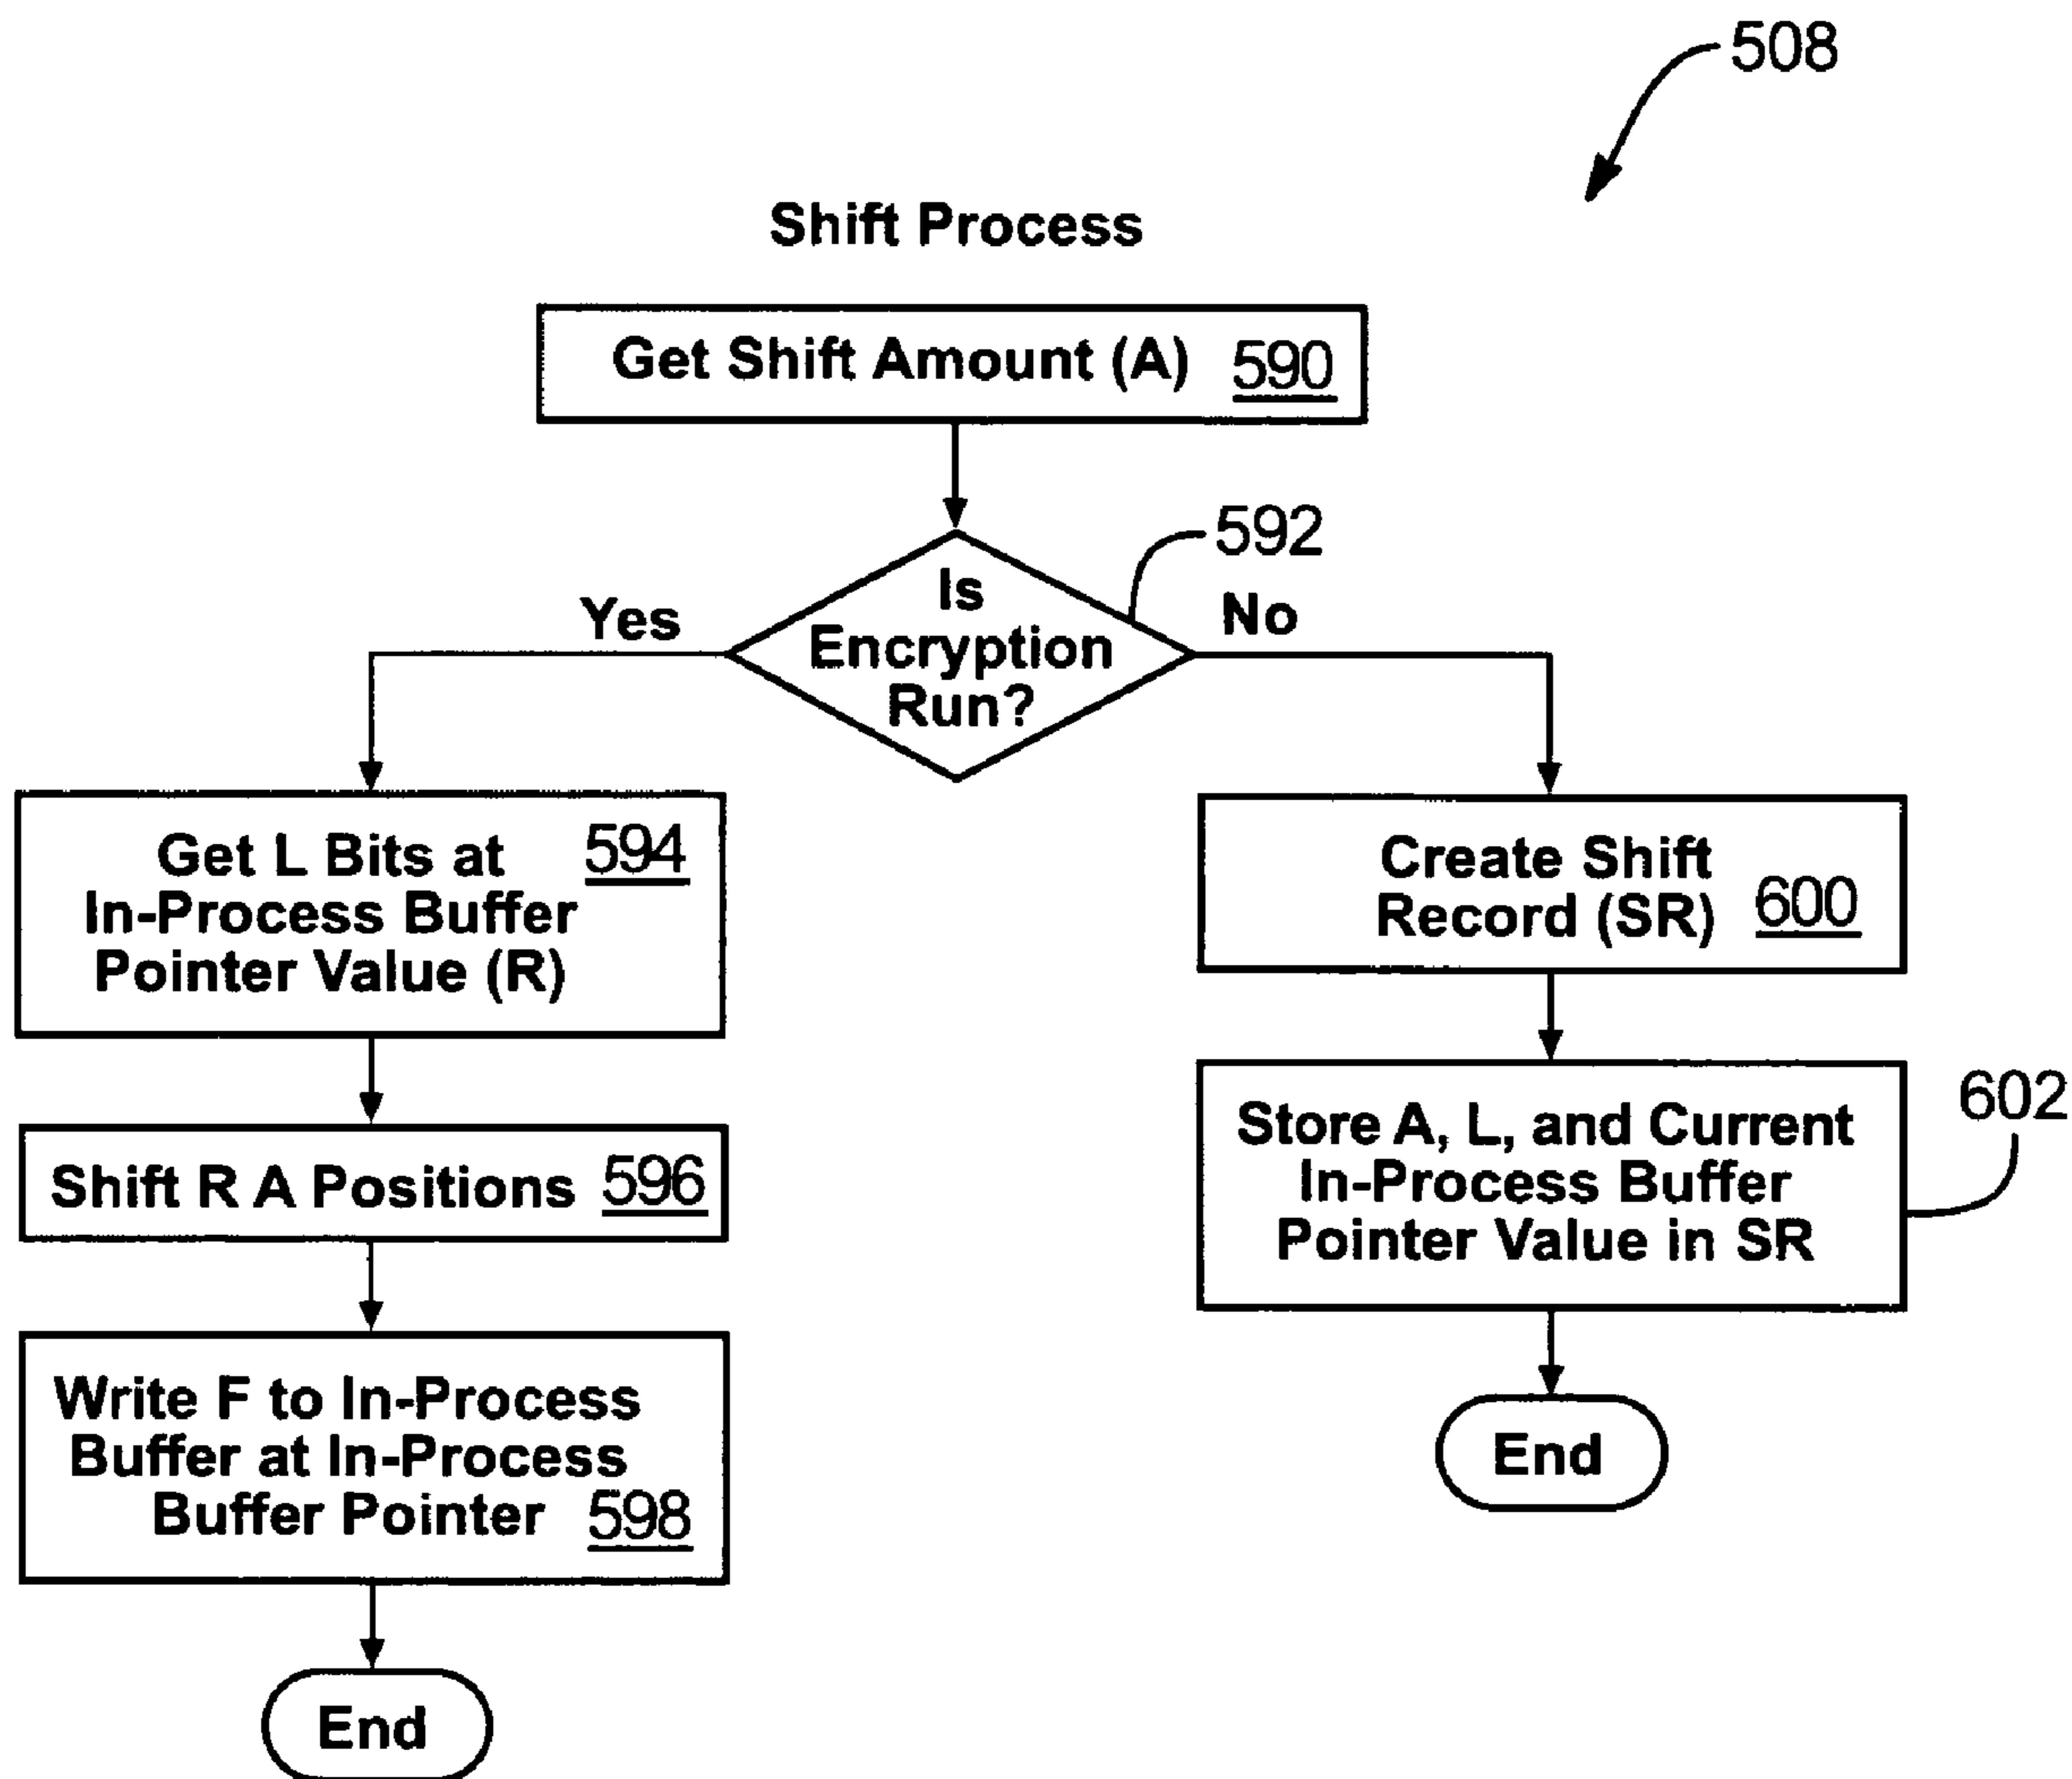 508
Shift Process
Get Shift Amount (A) 590
592
Is
Encryption
Run?
Yes
No
Get L Bits at 594
In-Process Buffer
Pointer Value (R)
Shift R A Positions 596
Write F to In-Process
Buffer at In-Process
Buffer Pointer 598
End
Create Shift
Record (SR) 600
Store A, L, and Current
In-Process Buffer
Pointer Value in SR
602
End